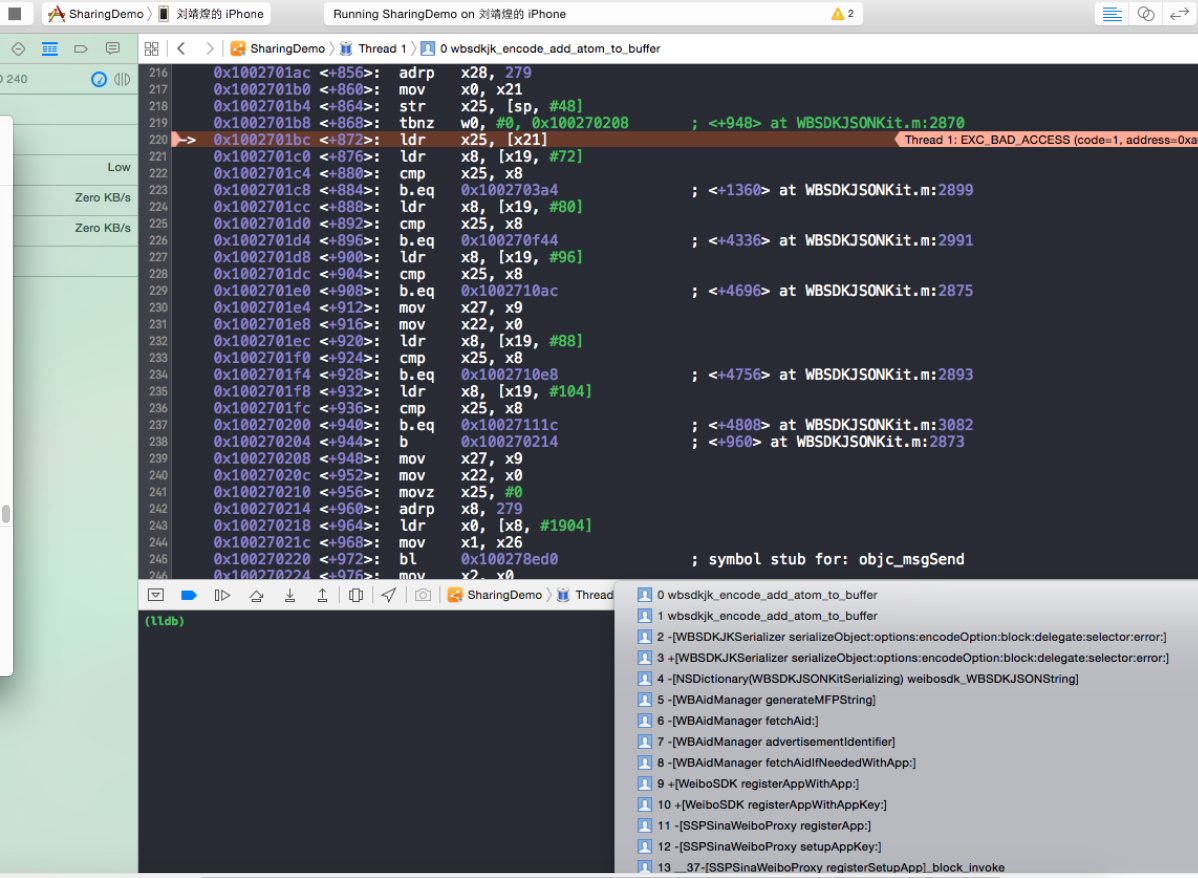 SharingDemo 〉 刘靖煌的 iPhone
Running SharingDemo on 刘靖煌的 iPhone
2
240
SharingDemo 〉 Thread 1 〉 0 wbsdkjk_encode_add_atom_to_buffer
Low
Zero KB/s
Zero KB/s
216 0x1002701ac <+856>: adrp x28, 279
217 0x1002701b0 <+860>: mov x0, x21
218 0x1002701b4 <+864>: str x25, [sp, #48]
219 0x1002701b8 <+868>: tbnz w0, #0, 0x100270208 ; <+948> at WBSDKJSONKit.m:2870
220 -> 0x1002701bc <+872>: ldr x25, [x21] Thread 1: EXC_BAD_ACCESS (code=1, address=0xa
221 0x1002701c0 <+876>: ldr x8, [x19, #72]
222 0x1002701c4 <+880>: cmp x25, x8
223 0x1002701c8 <+884>: b.eq 0x1002703a4 ; <+1360> at WBSDKJSONKit.m:2899
224 0x1002701cc <+888>: ldr x8, [x19, #80]
225 0x1002701d0 <+892>: cmp x25, x8
226 0x1002701d4 <+896>: b.eq 0x100270f44 ; <+4336> at WBSDKJSONKit.m:2991
227 0x1002701d8 <+900>: ldr x8, [x19, #96]
228 0x1002701dc <+904>: cmp x25, x8
229 0x1002701e0 <+908>: b.eq 0x1002710ac ; <+4696> at WBSDKJSONKit.m:2875
230 0x1002701e4 <+912>: mov x27, x9
231 0x1002701e8 <+916>: mov x22, x0
232 0x1002701ec <+920>: ldr x8, [x19, #88]
233 0x1002701f0 <+924>: cmp x25, x8
234 0x1002701f4 <+928>: b.eq 0x1002710e8 ; <+4756> at WBSDKJSONKit.m:2893
235 0x1002701f8 <+932>: ldr x8, [x19, #104]
236 0x1002701fc <+936>: cmp x25, x8
237 0x100270200 <+940>: b.eq 0x10027111c ; <+4808> at WBSDKJSONKit.m:3082
238 0x100270204 <+944>: b 0x100270214 ; <+960> at WBSDKJSONKit.m:2873
239 0x100270208 <+948>: mov x27, x9
240 0x10027020c <+952>: mov x22, x0
241 0x100270210 <+956>: movz x25, #0
242 0x100270214 <+960>: adrp x8, 279
243 0x100270218 <+964>: ldr x0, [x8, #1904]
244 0x10027021c <+968>: mov x1, x26
245 0x100270220 <+972>: bl 0x100278ed0 ; symbol stub for: objc_msgSend
246 0x100270224 <+976>: mov x2, x0
SharingDemo 〉 Thread
(lldb)
0 wbsdkjk_encode_add_atom_to_buffer
1 wbsdkjk_encode_add_atom_to_buffer
2 -[WBSDKJKSerializer serializeObject:options:encodeOption:block:delegate:selector:error:]
3 +[WBSDKJKSerializer serializeObject:options:encodeOption:block:delegate:selector:error:]
4 -[NSDictionary(WBSDKJSONKitSerializing) weibosdk_WBSDKJSONString]
5 -[WBAidManager generateMFPString]
6 -[WBAidManager fetchAid:]
7 -[WBAidManager advertisementIdentifier]
8 -[WBAidManager fetchAidIfNeededWithApp:]
9 +[WeiboSDK registerAppWithApp:]
10 +[WeiboSDK registerAppWithAppKey:]
11 -[SSPSinaWeiboProxy registerApp:]
12 -[SSPSinaWeiboProxy setupAppKey:]
13 __37-[SSPSinaWeiboProxy registerSetupApp]_block_invoke